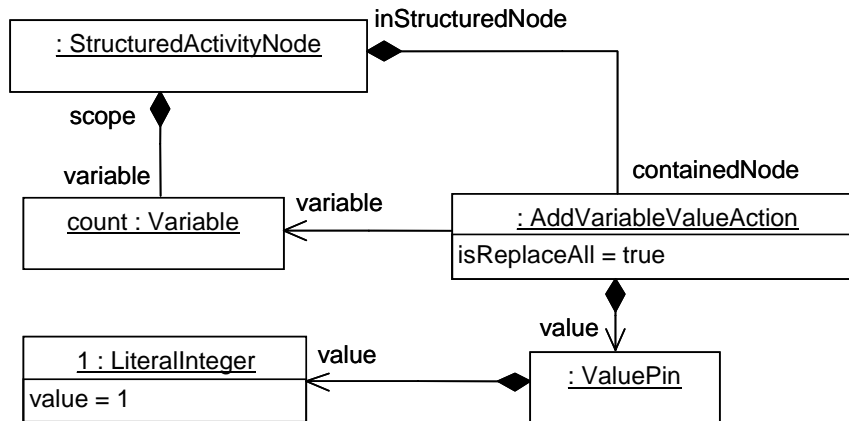 inStructuredNode
: StructuredActivityNode
scope
variable
containedNode
count : Variable
variable
: AddVariableValueAction
isReplaceAll = true
value
1 : LiteralInteger
value = 1
value
: ValuePin